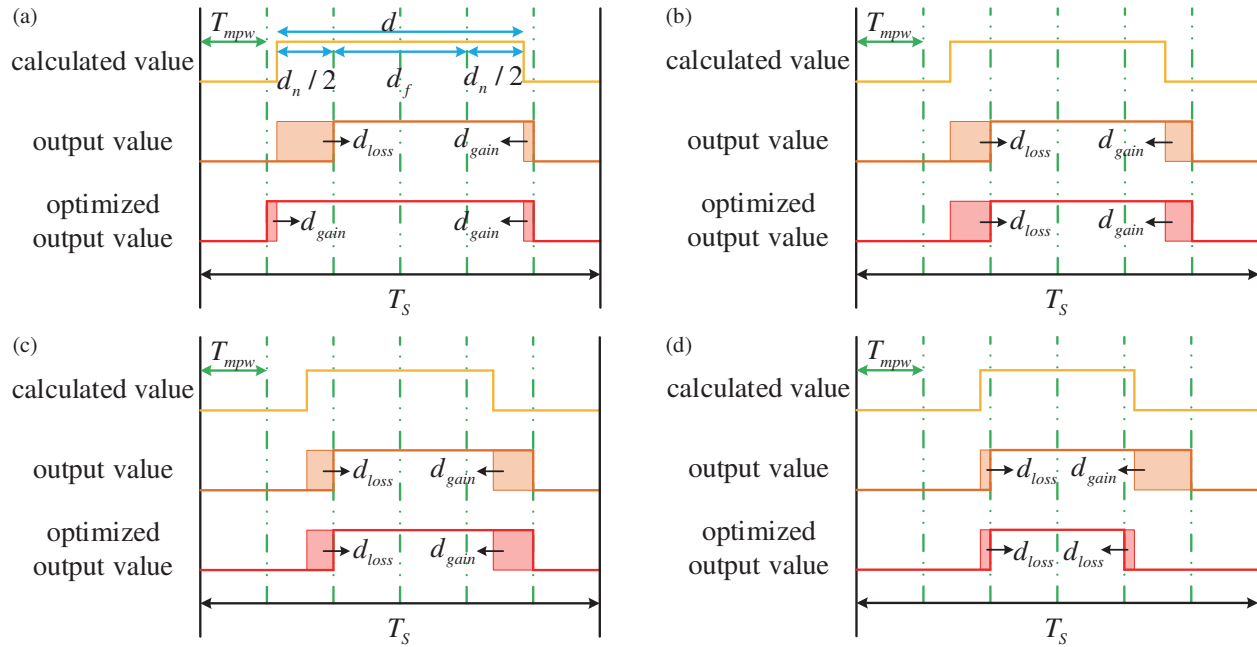 (a)
T_mpw
d
calculated value
d_n / 2
d_f
d_n / 2
output value
d_loss
d_gain
optimized
output value
d_gain
d_gain
T_S
(b)
T_mpw
calculated value
output value
d_loss
d_gain
optimized
output value
d_loss
d_gain
T_S
(c)
T_mpw
calculated value
output value
d_loss
d_gain
optimized
output value
d_loss
d_gain
T_S
(d)
T_mpw
calculated value
output value
d_loss
d_gain
optimized
output value
d_loss
d_loss
T_S